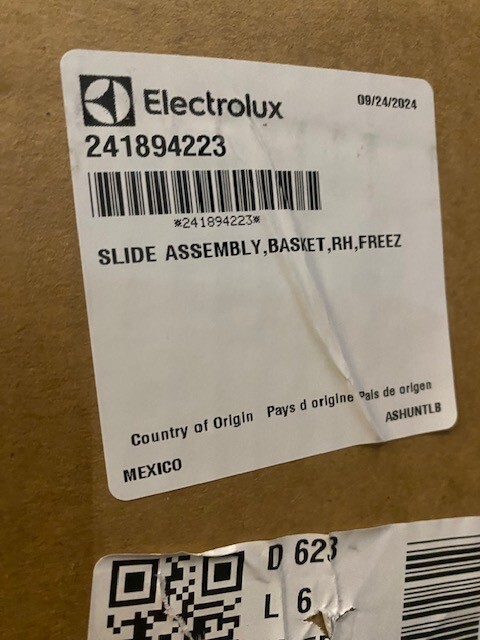 Electrolux
09/24/2024
241894223
*241894223*
SLIDE ASSEMBLY,BASKET,RH,FREEZ
Country of Origin Pays d origine Pais de origen
ASHUNTLB
MEXICO
D 623
L 6